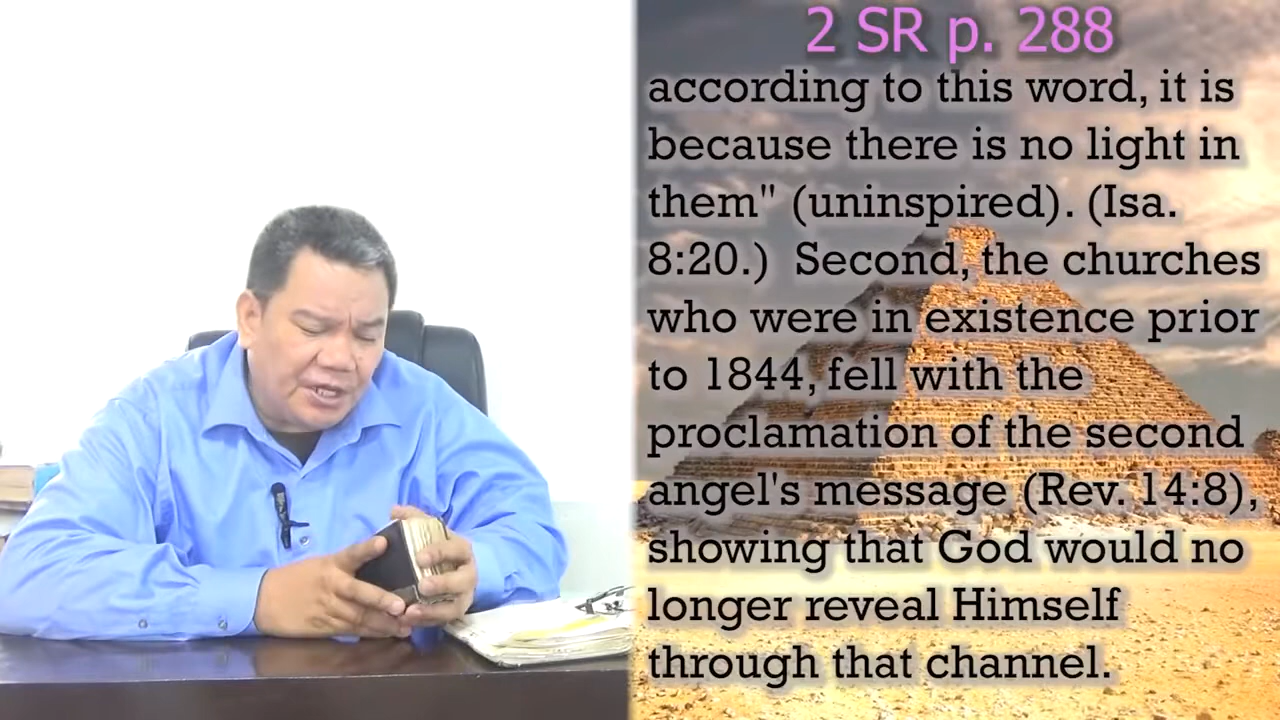 2 SR p. 288
according to this word, it is
because there is no light in
them" (uninspired). (Isa.
8:20.)  Second, the churches
who were in existence prior
to 1844, fell with the
proclamation of the second
angel's message (Rev. 14:8),
showing that God would no
longer reveal Himself
through that channel.